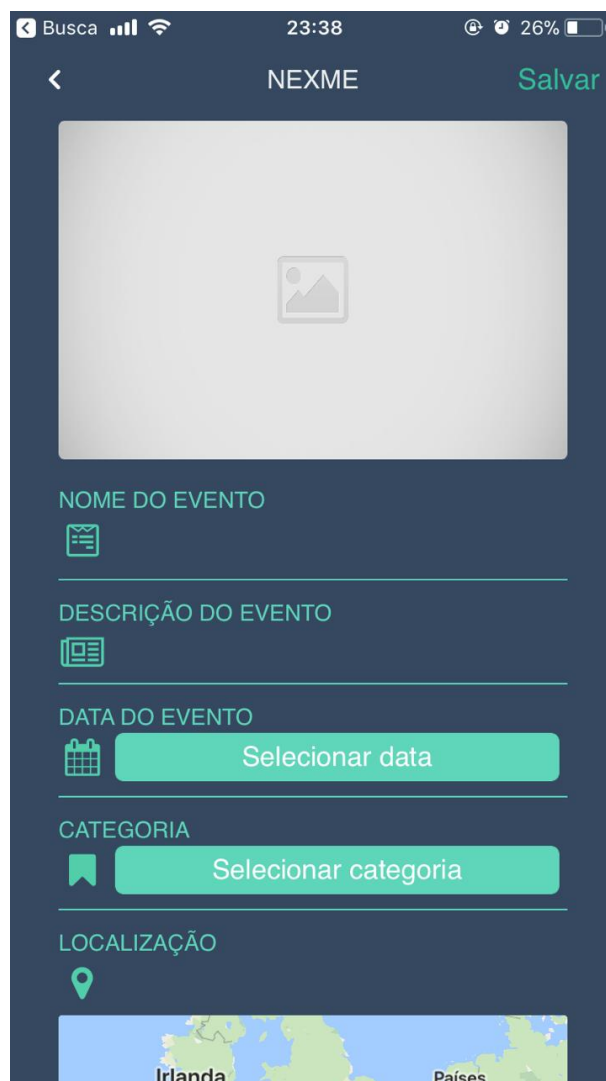 Busca 23:38 26%
NEXME Salvar
NOME DO EVENTO
DESCRIÇÃO DO EVENTO
DATA DO EVENTO
Selecionar data
CATEGORIA
Selecionar categoria
LOCALIZAÇÃO
Irlanda Países